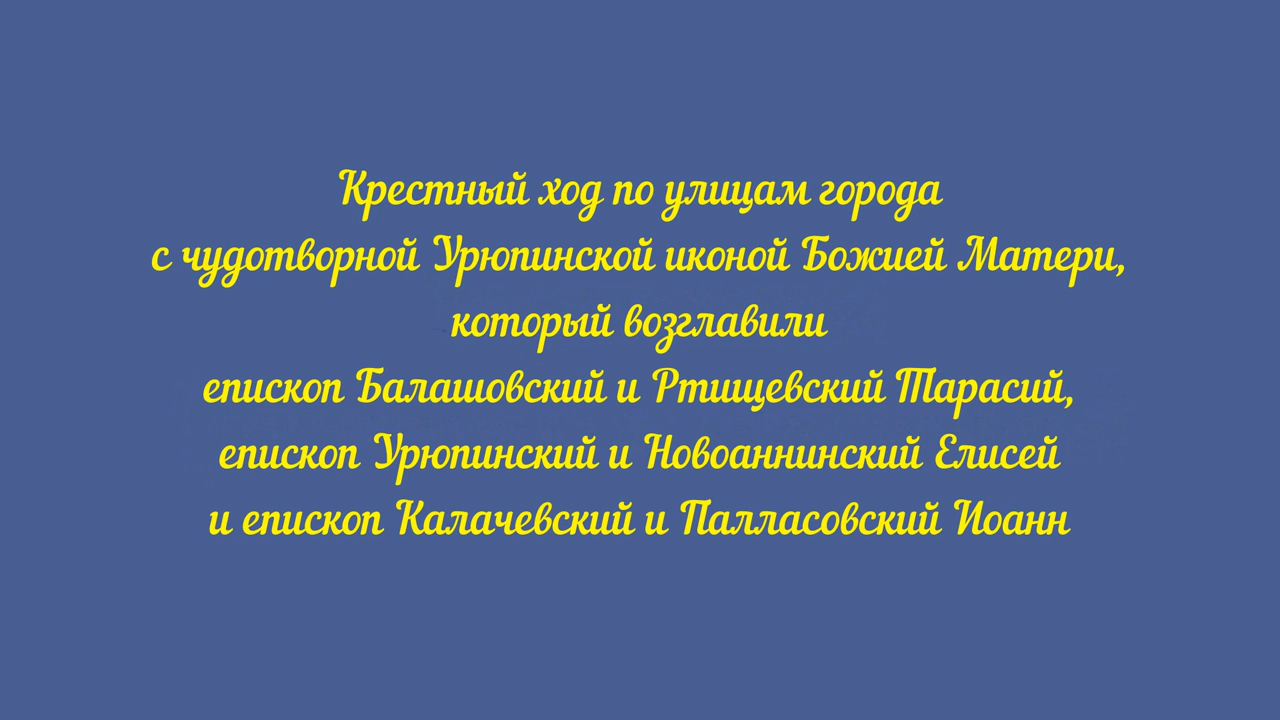 Крестный ход по улицам города
с чудотворной Урюпинской иконой Божией Матери,
который возглавили
епископ Балашовский и Ртищевский Тарасий,
епископ Урюпинский и Новоаннинский Елисей
и епископ Калачевский и Палласовский Иоанн